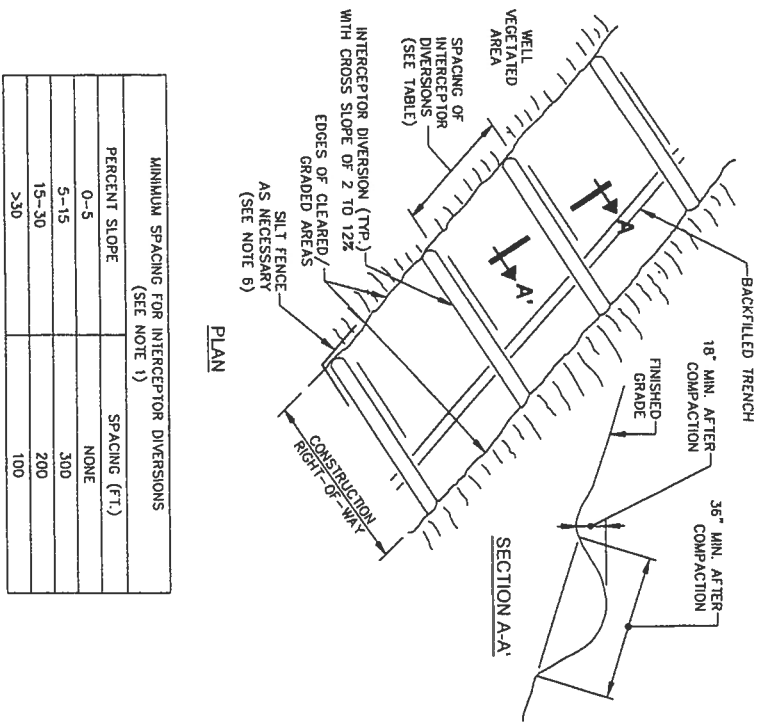 WELL
VEGETATED
AREA
SPACING OF
INTERCEPTOR
DIVERSIONS
(SEE TABLE)
INTERCEPTOR DIVERSION (TYP.)
WITH CROSS SLOPE OF 2 TO 12%
EDGES OF CLEARED/
GRADED AREAS
SILT FENCE
AS NECESSARY
(SEE NOTE 6)
A
A'
BACKFILLED TRENCH
CONSTRUCTION
RIGHT-OF-WAY
PLAN
18" MIN. AFTER
COMPACTION
36" MIN. AFTER
COMPACTION
FINISHED
GRADE
SECTION A-A'
MINIMUM SPACING FOR INTERCEPTOR DIVERSIONS
(SEE NOTE 1)
PERCENT SLOPE SPACING (FT.)
0-5 NONE
5-15 300
15-30 200
>30 100